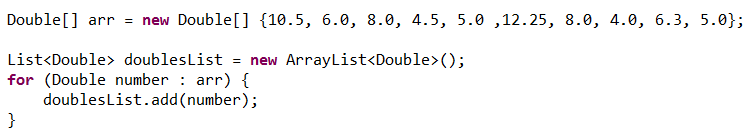 Double[] arr = new Double[] {10.5, 6.0, 8.0, 4.5, 5.0 ,12.25, 8.0, 4.0, 6.3, 5.0};
List<Double> doublesList = new ArrayList<Double>();
for (Double number : arr) {
    doublesList.add(number);
}